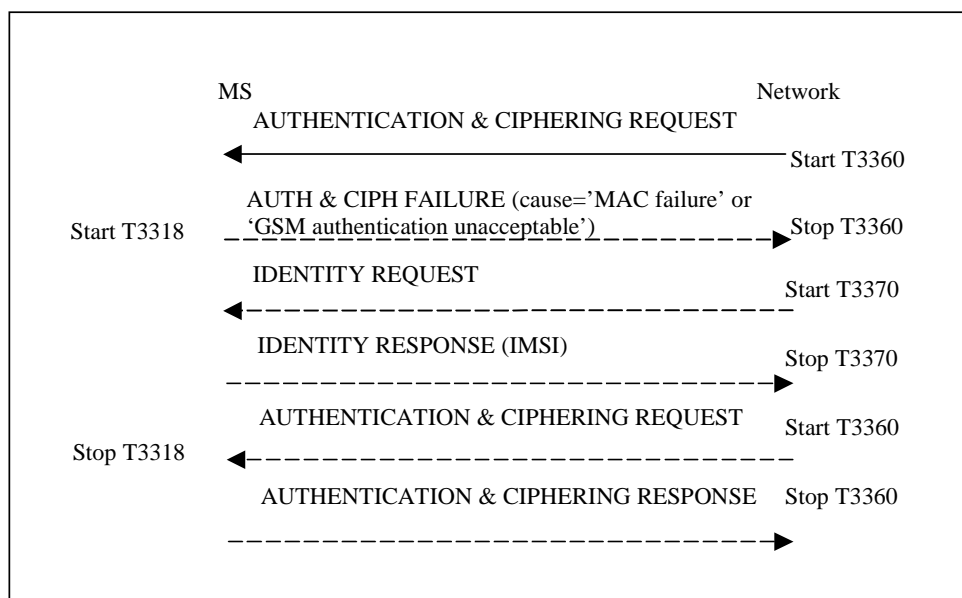 MS
Network
AUTHENTICATION & CIPHERING REQUEST
Start T3360
AUTH & CIPH FAILURE (cause=’MAC failure’ or
‘GSM authentication unacceptable’)
Start T3318
Stop T3360
IDENTITY REQUEST
Start T3370
IDENTITY RESPONSE (IMSI)
Stop T3370
AUTHENTICATION & CIPHERING REQUEST
Start T3360
Stop T3318
AUTHENTICATION & CIPHERING RESPONSE
Stop T3360